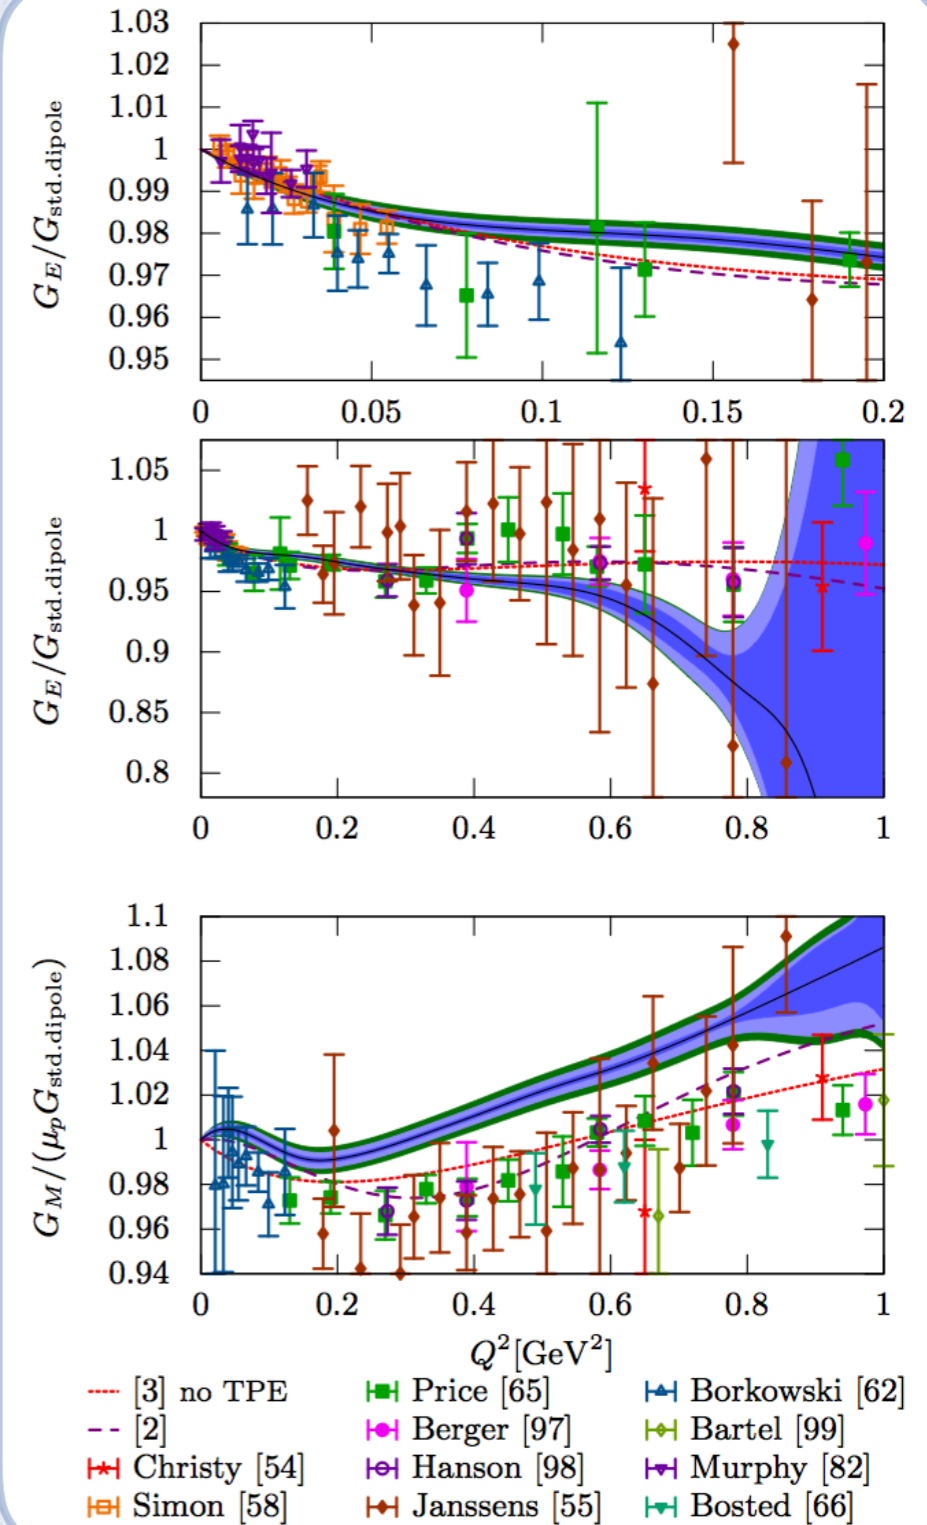 1.03
1.02
1.01
1
0.99
0.98
0.97
0.96
0.95
G_E/G_std.dipole
0 0.05 0.1 0.15 0.2
1.05
1
0.95
0.9
0.85
0.8
G_E/G_std.dipole
0 0.2 0.4 0.6 0.8 1
1.1
1.08
1.06
1.04
1.02
1.00
0.98
0.96
0.94
G_M/(μ_p G_std.dipole)
0 0.2 0.4 0.6 0.8 1
Q²[GeV²]
[3] no TPE Price [65] Borkowski [62]
[2] Berger [97] Bartel [99]
Christy [54] Hanson [98] Murphy [82]
Simon [58] Janssens [55] Bosted [66]